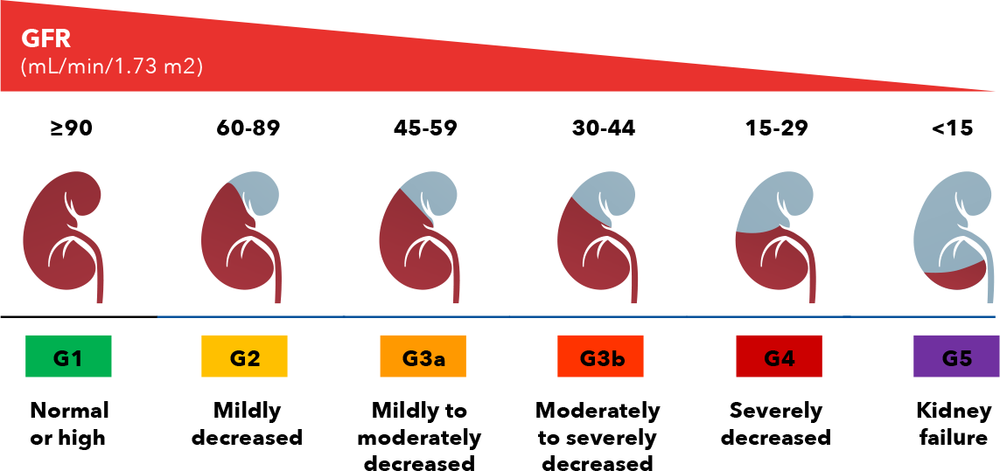 GFR
(mL/min/1.73 m2)
≥90
60-89
45-59
30-44
15-29
<15
G1
G2
G3a
G3b
G4
G5
Normal
or high
Mildly
decreased
Mildly to
moderately
decreased
Moderately
to severely
decreased
Severely
decreased
Kidney
failure